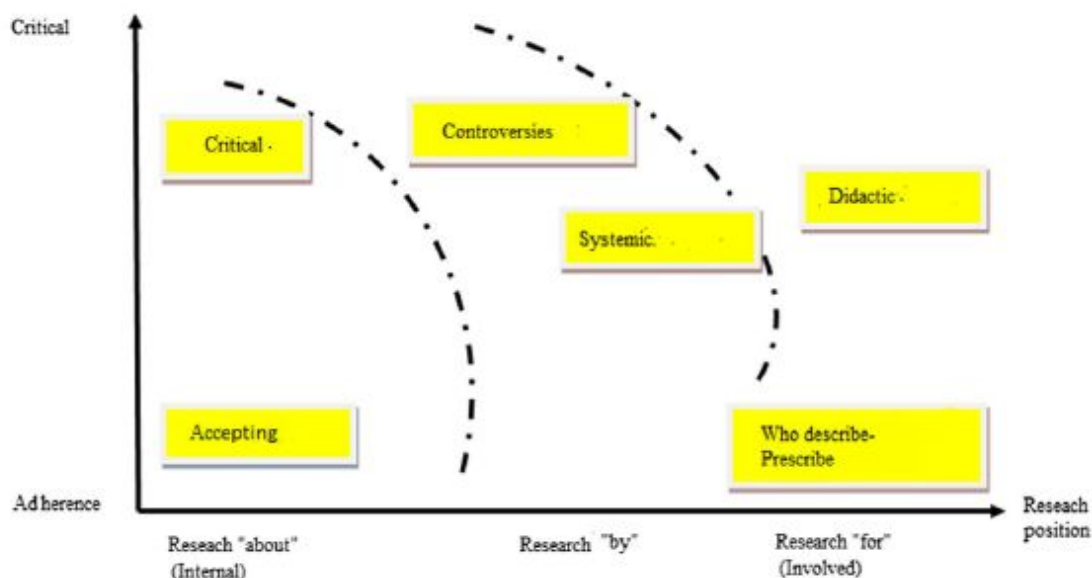 Critical
Controversies
Critical -
Didactic -
Systemic.
Accepting
Who describe-
Prescribe
Adherence
Reseach
position
Reseach "about"
(Internal)
Research "by"
Research "for"
(Involved)